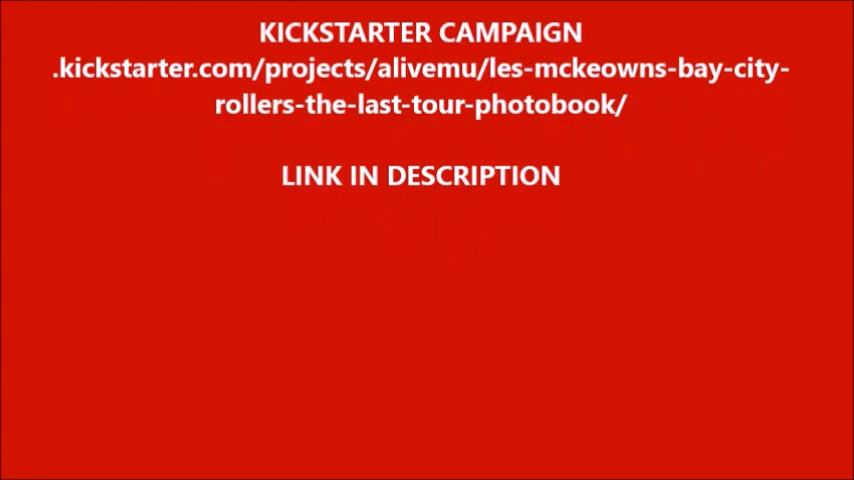 KICKSTARTER CAMPAIGN
.kickstarter.com/projects/alivemu/les-mckeowns-bay-city-
rollers-the-last-tour-photobook/
LINK IN DESCRIPTION